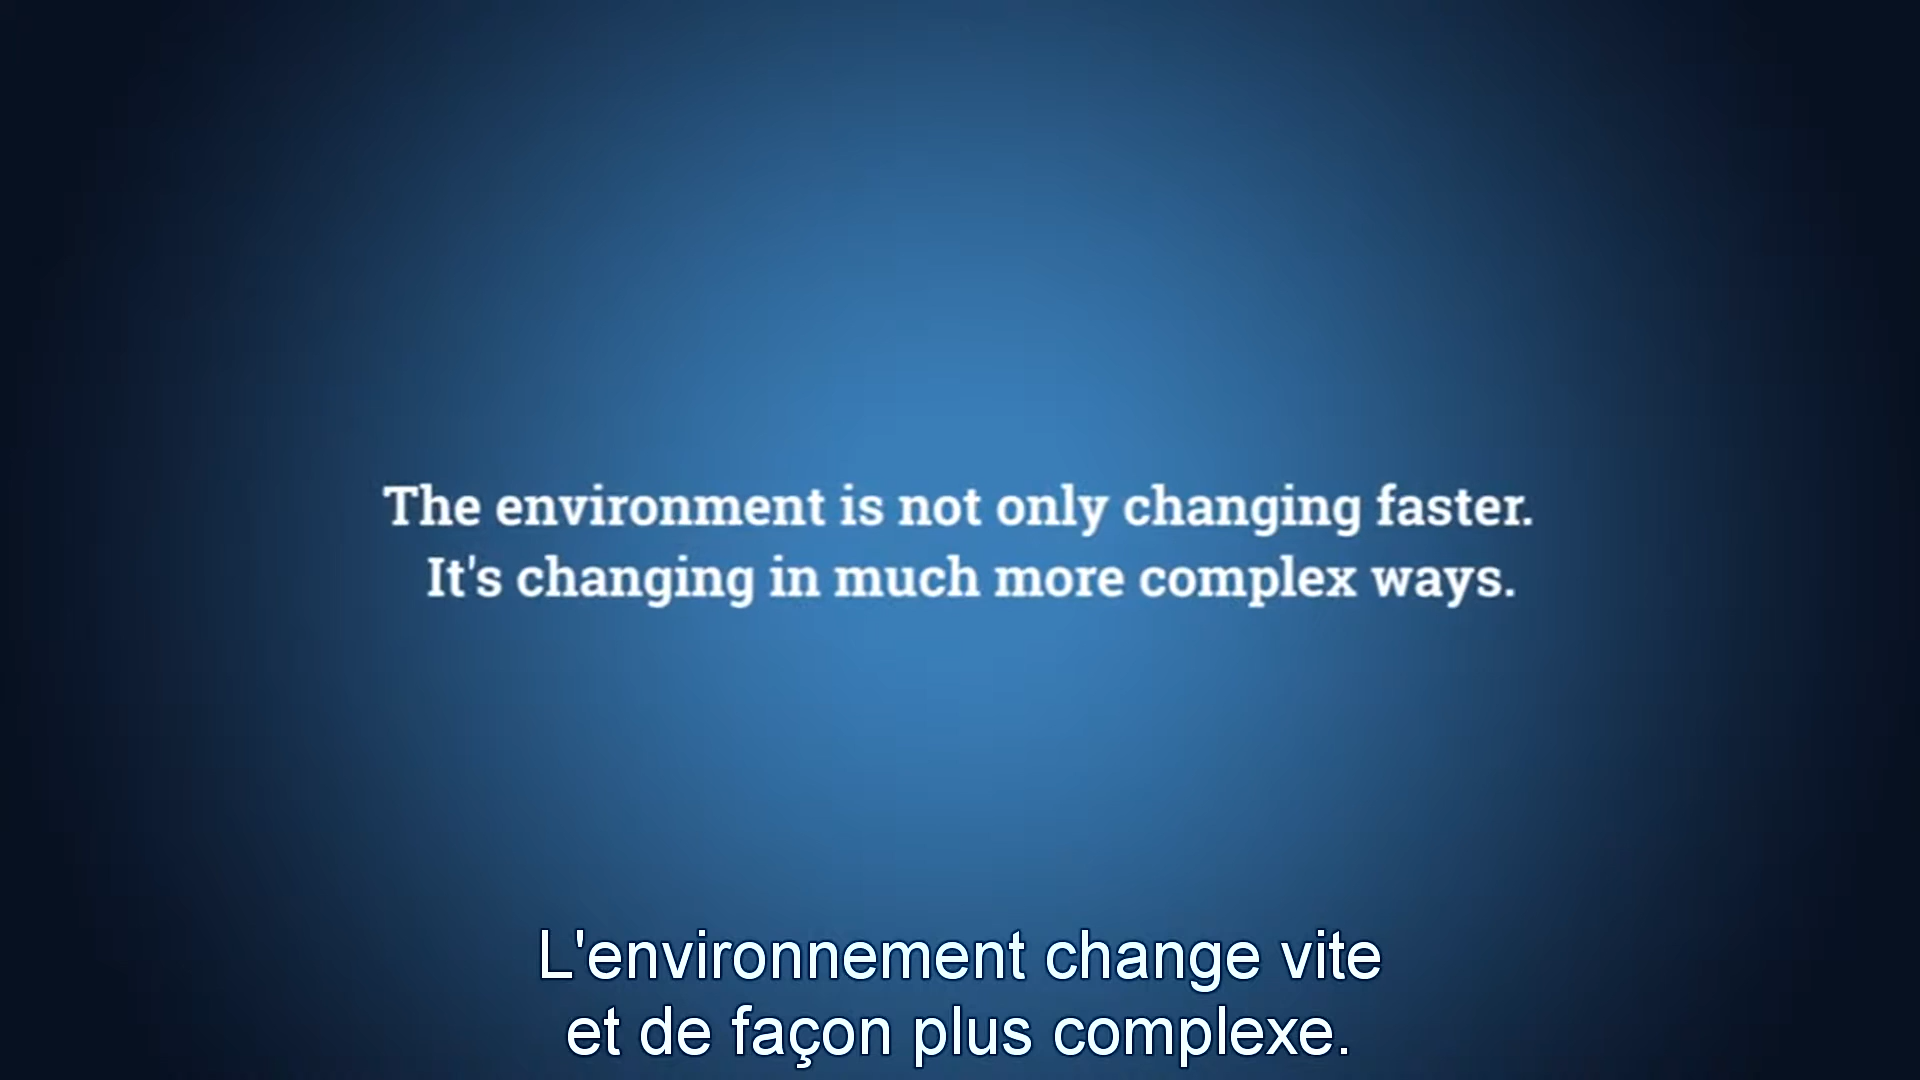 The environment is not only changing faster.
It's changing in much more complex ways.
L'environnement change vite
et de façon plus complexe.